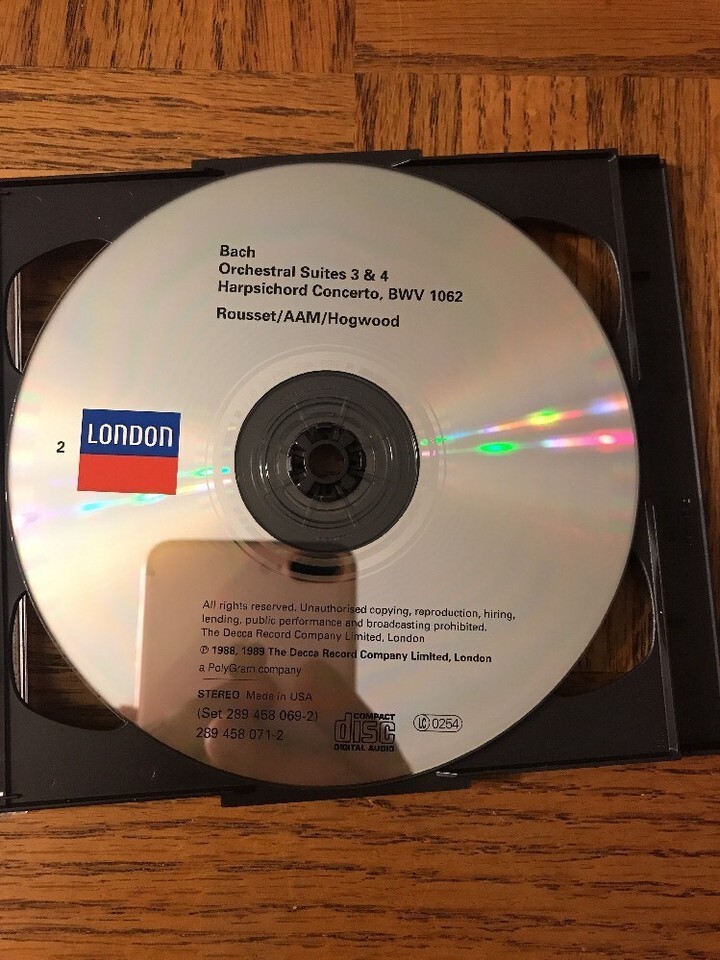 Bach
Orchestral Suites 3 & 4
Harpsichord Concerto, BWV 1062
Rousset/AAM/Hogwood
2
LONDON
All rights reserved. Unauthorised copying, reproduction, hiring,
lending, public performance and broadcasting prohibited.
The Decca Record Company Limited, London
℗ 1988, 1989 The Decca Record Company Limited, London
a PolyGram company
STEREO Made in USA
(Set 289 458 069-2)
289 458 071-2
COMPACT
disc
DIGITAL AUDIO
LC 0254